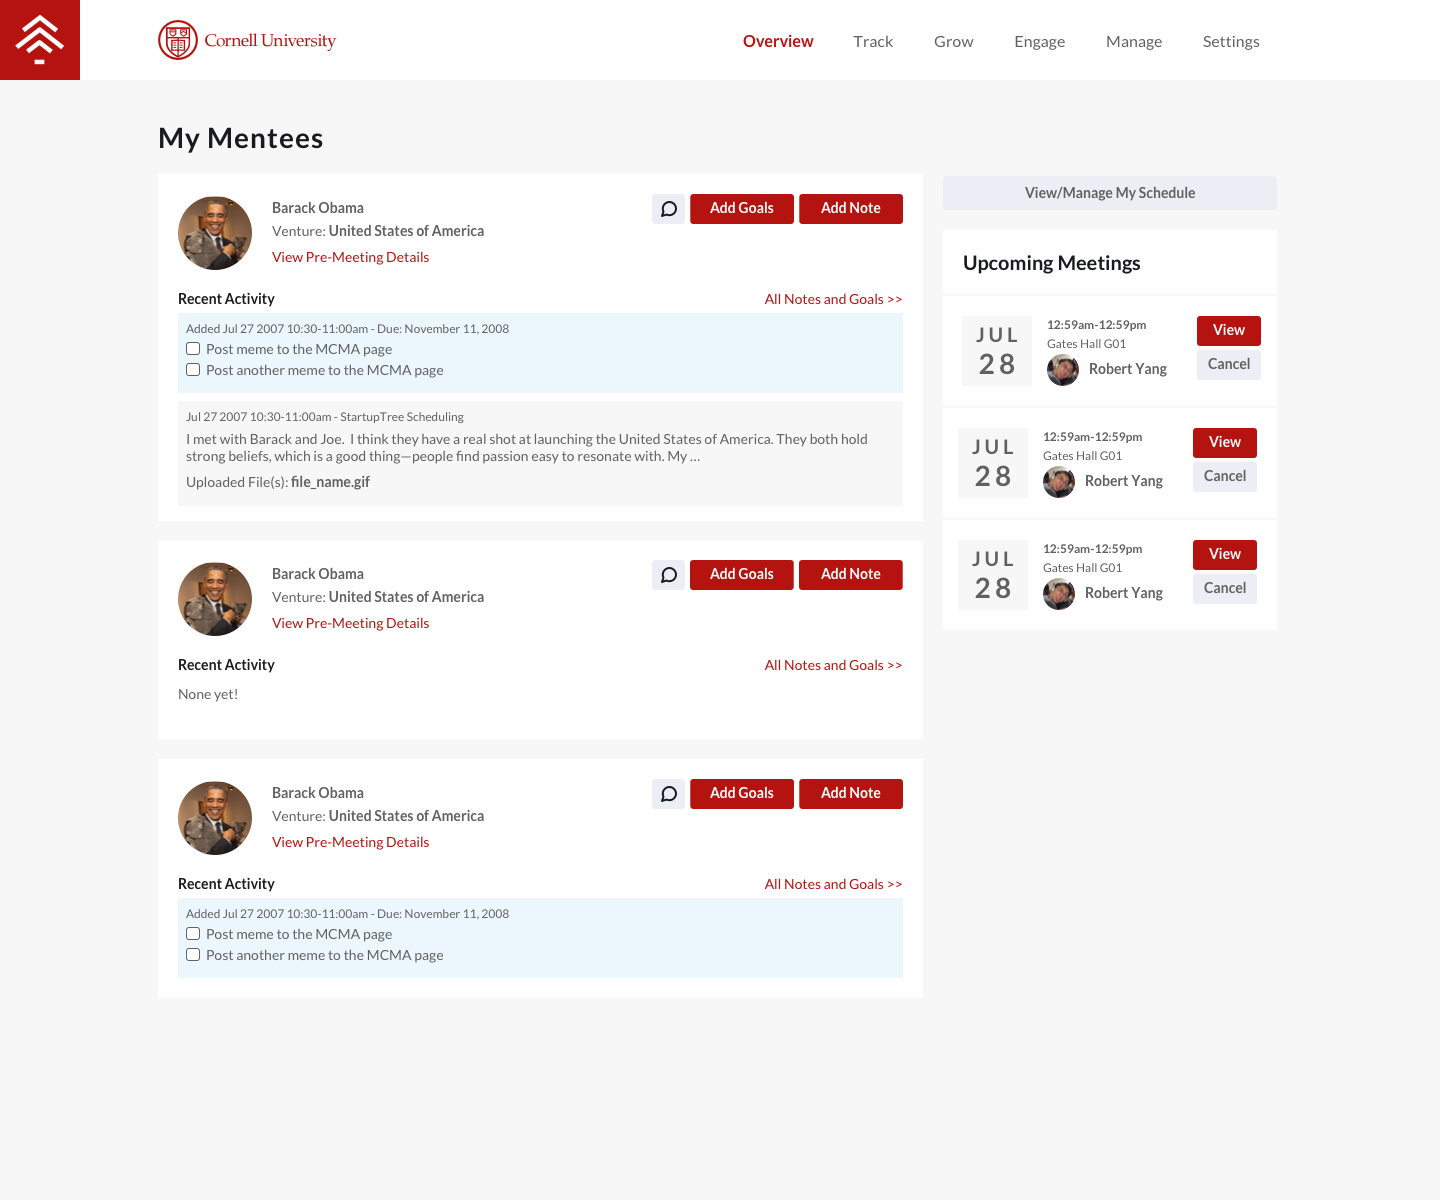 Cornell University
Overview Track Grow Engage Manage Settings
My Mentees
Barack Obama
Venture: United States of America
View Pre-Meeting Details
Add Goals
Add Note
Recent Activity
All Notes and Goals >>
Added Jul 27 2007 10:30-11:00am - Due: November 11, 2008
Post meme to the MCMA page
Post another meme to the MCMA page
Jul 27 2007 10:30-11:00am - StartupTree Scheduling
I met with Barack and Joe.  I think they have a real shot at launching the United States of America. They both hold
strong beliefs, which is a good thing—people find passion easy to resonate with. My ...
Uploaded File(s): file_name.gif
Barack Obama
Venture: United States of America
View Pre-Meeting Details
Add Goals
Add Note
Recent Activity
All Notes and Goals >>
None yet!
Barack Obama
Venture: United States of America
View Pre-Meeting Details
Add Goals
Add Note
Recent Activity
All Notes and Goals >>
Added Jul 27 2007 10:30-11:00am - Due: November 11, 2008
Post meme to the MCMA page
Post another meme to the MCMA page
View/Manage My Schedule
Upcoming Meetings
JUL
28
12:59am-12:59pm
Gates Hall G01
Robert Yang
View
Cancel
JUL
28
12:59am-12:59pm
Gates Hall G01
Robert Yang
View
Cancel
JUL
28
12:59am-12:59pm
Gates Hall G01
Robert Yang
View
Cancel